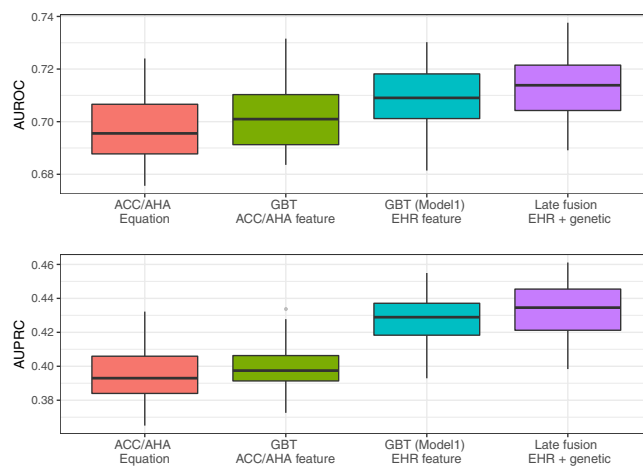 0.74
0.72
0.70
0.68
AUROC
ACC/AHA
Equation
GBT
ACC/AHA feature
GBT (Model1)
EHR feature
Late fusion
EHR + genetic
0.46
0.44
0.42
0.40
0.38
AUPRC
ACC/AHA
Equation
GBT
ACC/AHA feature
GBT (Model1)
EHR feature
Late fusion
EHR + genetic